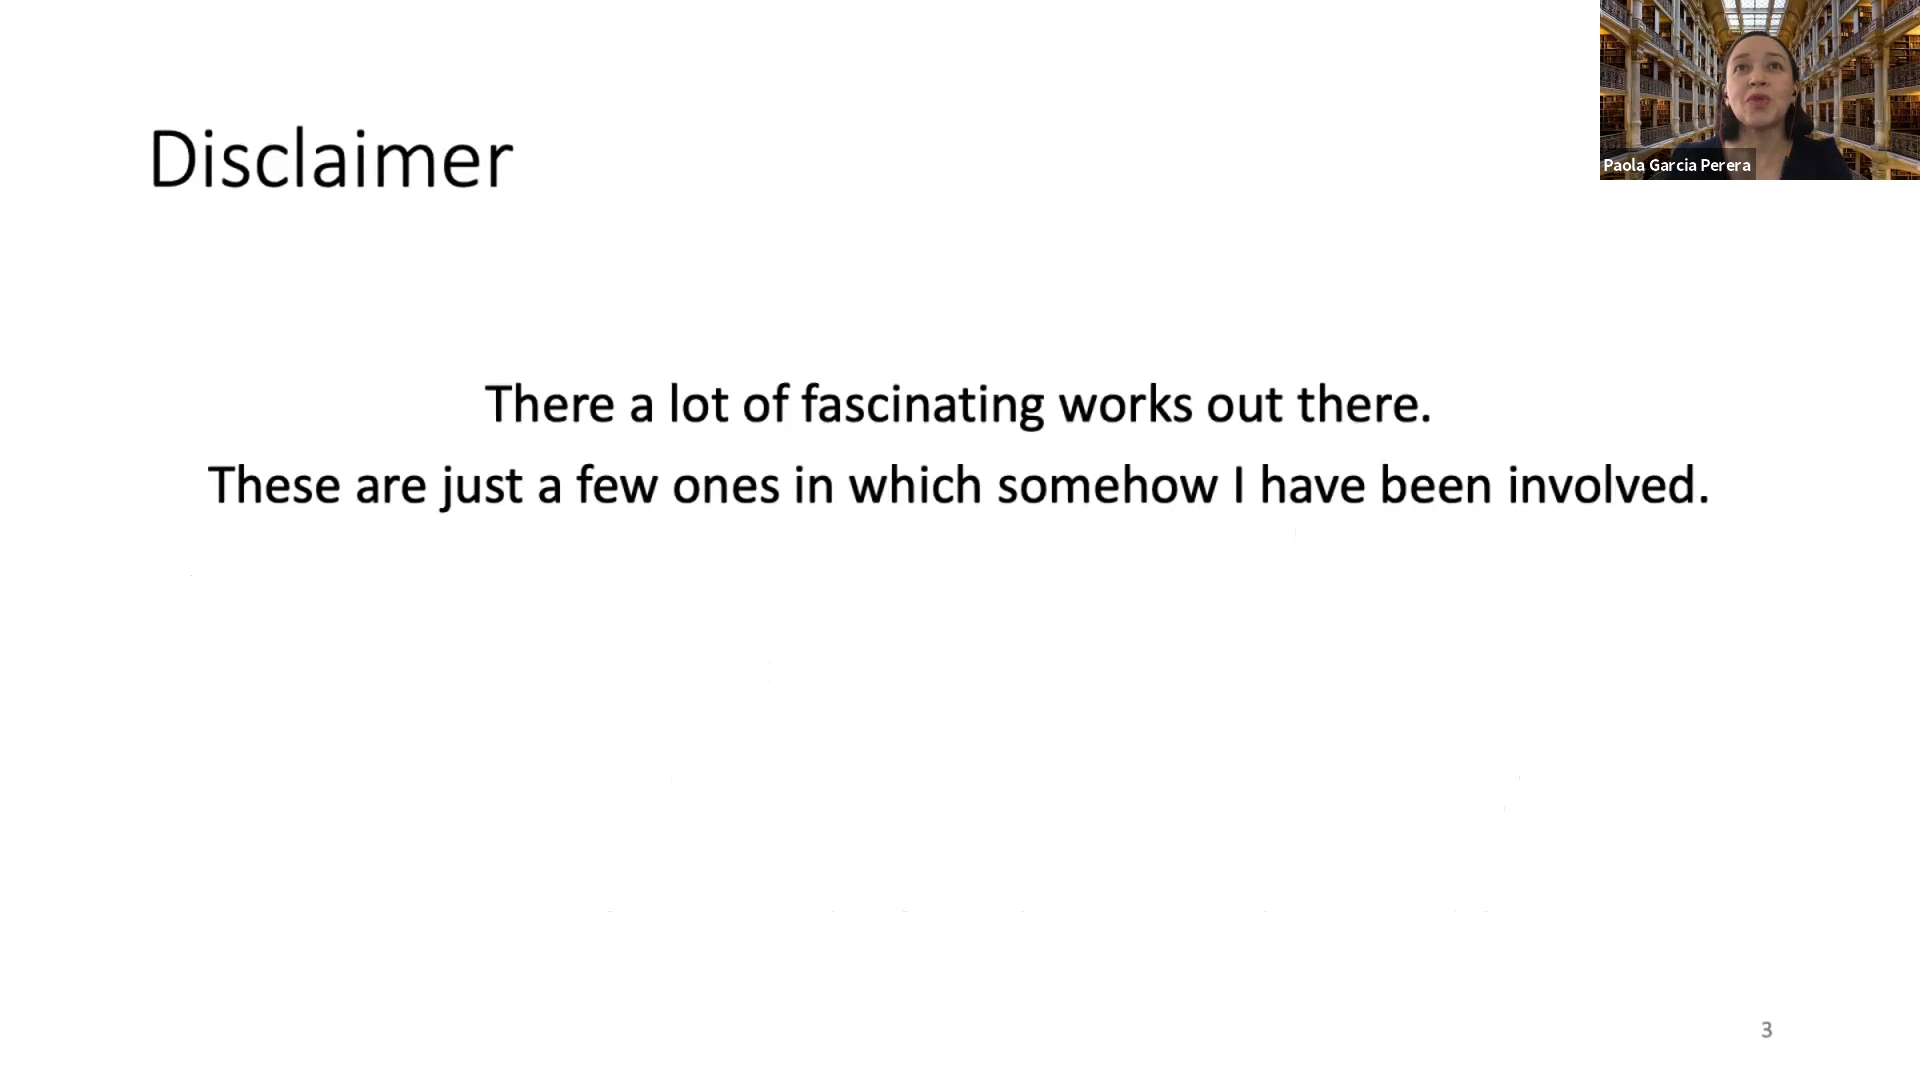 Disclaimer
Paola Garcia Perera
There a lot of fascinating works out there.
These are just a few ones in which somehow I have been involved.
3